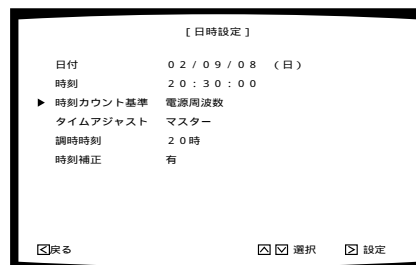 [日時設定]
日付 02/09/08 (日)
時刻 20:30:00
▶ 時刻カウント基準 電源周波数
タイムアジャスト マスター
調時時刻 20時
時刻補正 有
戻る 選択 設定